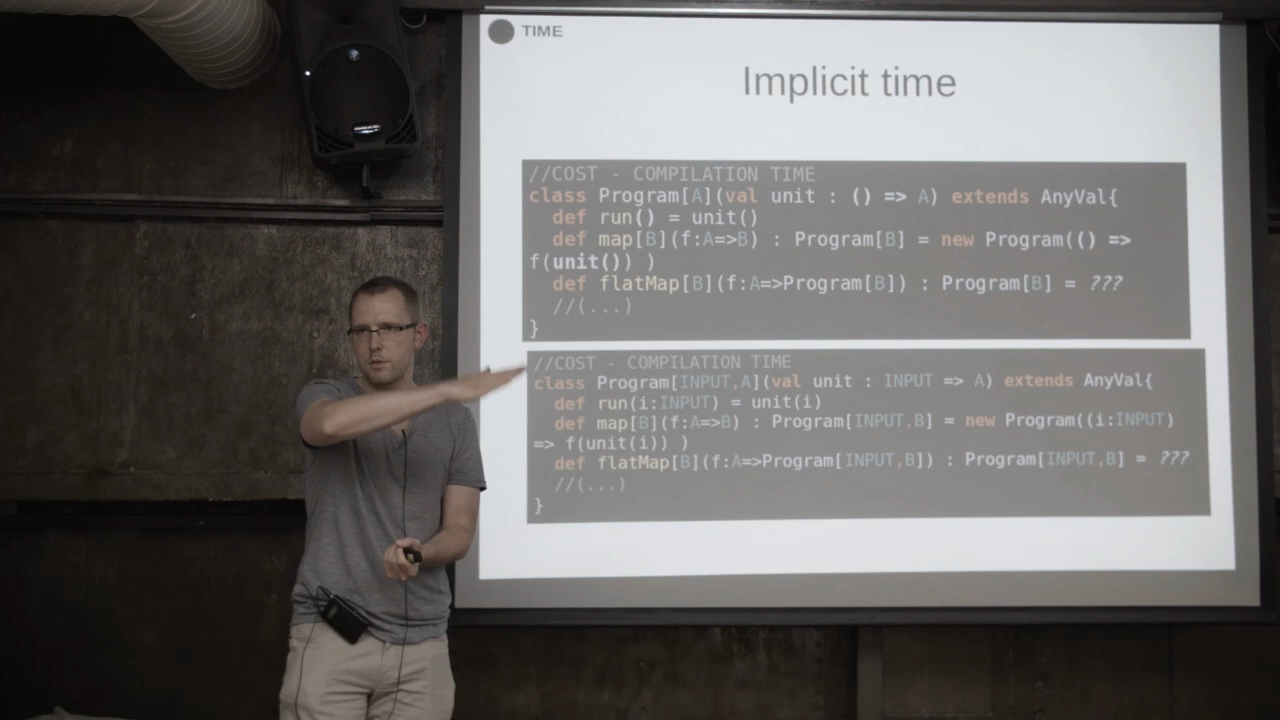 TIME
Implicit time
//COST - COMPILATION TIME
class Program[A](val unit : () => A) extends AnyVal{
def run() = unit()
def map[B](f:A=>B) : Program[B] = new Program(() =>
f(unit()) )
def flatMap[B](f:A=>Program[B]) : Program[B] = ???
//(...)
}
//COST - COMPILATION TIME
class Program[INPUT,A](val unit : INPUT => A) extends AnyVal{
def run(i:INPUT) = unit(i)
def map[B](f:A=>B) : Program[INPUT,B] = new Program((i:INPUT)
=> f(unit(i)) )
def flatMap[B](f:A=>Program[INPUT,B]) : Program[INPUT,B] = ???
//(...)
}